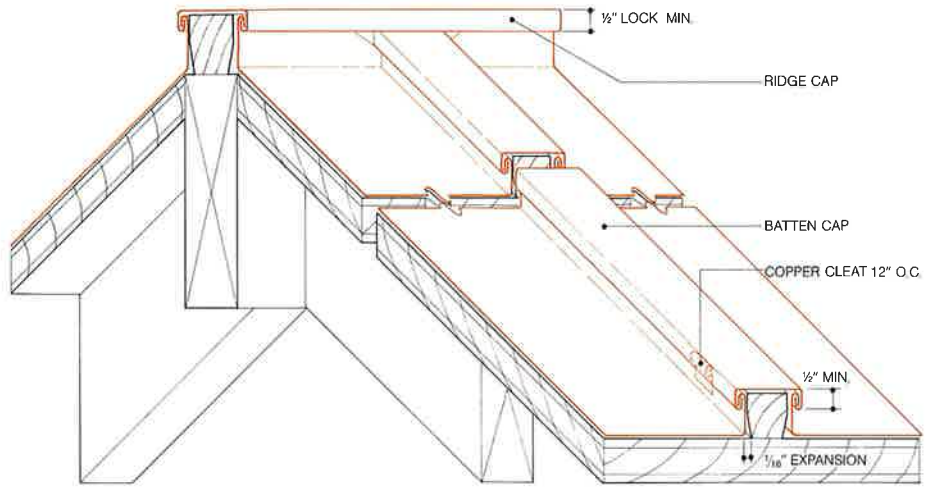 ½" LOCK MIN.
RIDGE CAP
BATTEN CAP
COPPER CLEAT 12" O.C.
½" MIN.
1/16" EXPANSION